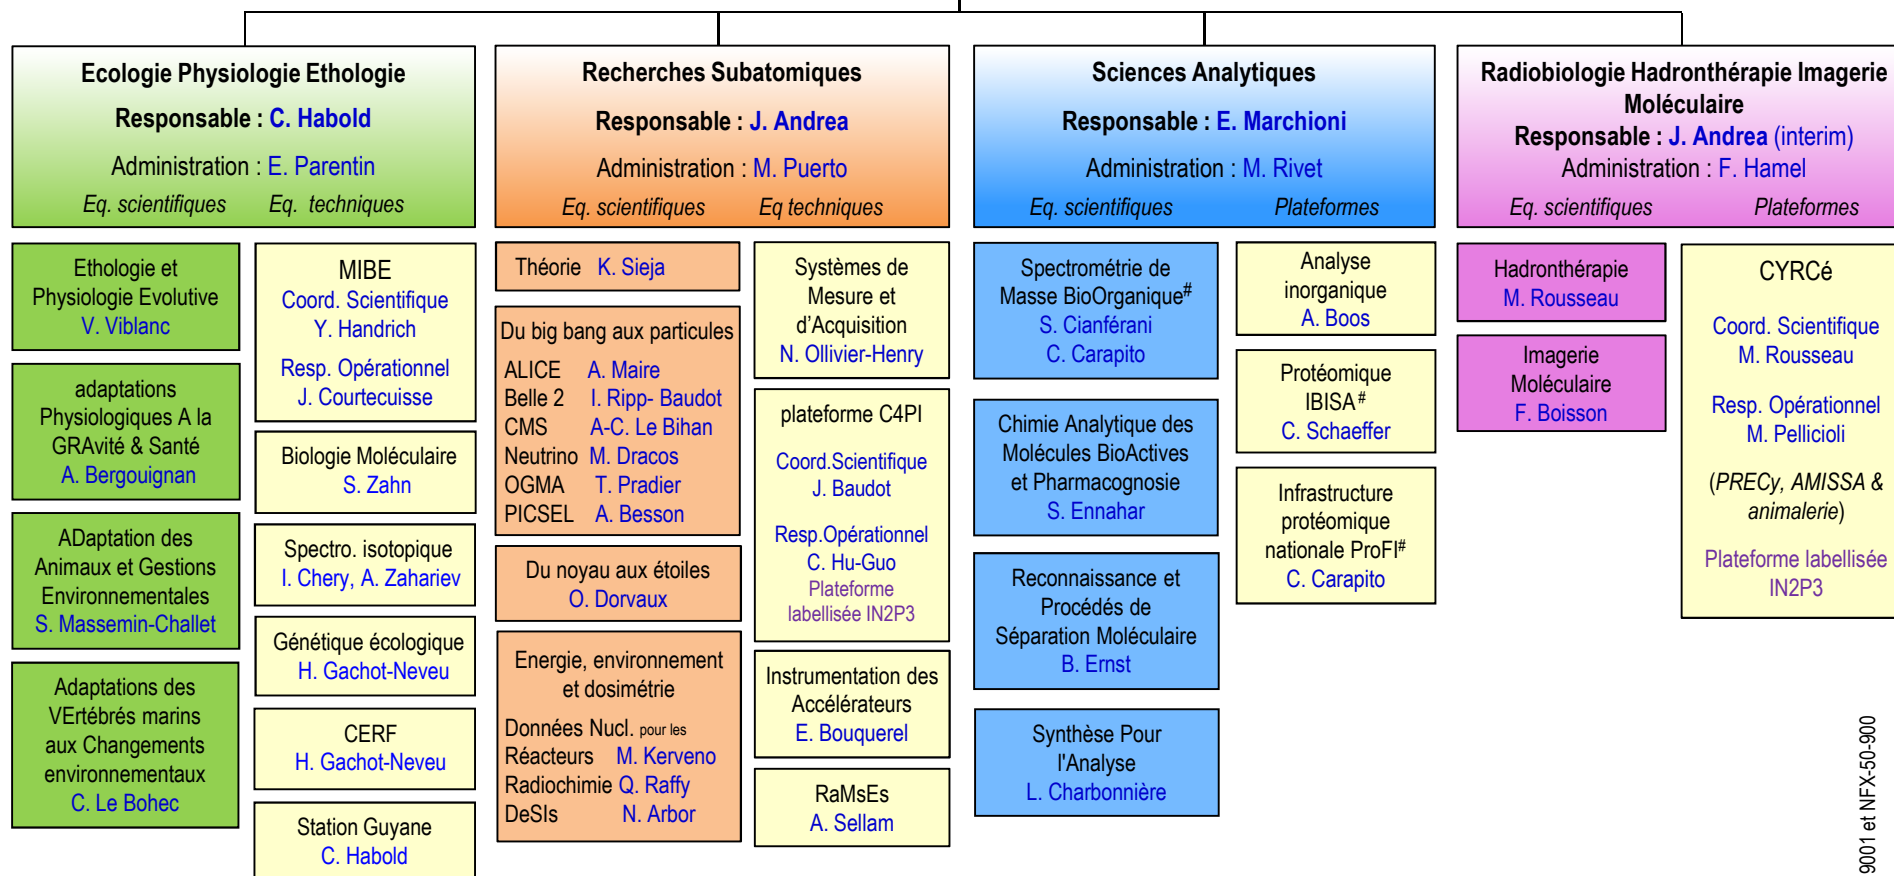 Ecologie Physiologie Ethologie
Responsable : C. Habold
Administration : E. Parentin
Eq. scientifiques Eq. techniques
Ethologie et
Physiologie Evolutive
V. Viblanc
adaptations
Physiologiques A la
GRAvité & Santé
A. Bergouignan
ADaptation des
Animaux et Gestions
Environnementales
S. Massemin-Challet
Adaptations des
VErtébrés marins
aux Changements
environnementaux
C. Le Bohec
MIBE
Coord. Scientifique
Y. Handrich
Resp. Opérationnel
J. Courtecuisse
Biologie Moléculaire
S. Zahn
Spectro. isotopique
I. Chery, A. Zahariev
Génétique écologique
H. Gachot-Neveu
CERF
H. Gachot-Neveu
Station Guyane
C. Habold
Recherches Subatomiques
Responsable : J. Andrea
Administration : M. Puerto
Eq. scientifiques Eq techniques
Théorie K. Sieja
Du big bang aux particules
ALICE A. Maire
Belle 2 I. Ripp- Baudot
CMS A-C. Le Bihan
Neutrino M. Dracos
OGMA T. Pradier
PICSEL A. Besson
Du noyau aux étoiles
O. Dorvaux
Energie, environnement
et dosimétrie
Données Nucl. pour les
Réacteurs M. Kerveno
Radiochimie Q. Raffy
DeSIs N. Arbor
Systèmes de
Mesure et
d'Acquisition
N. Ollivier-Henry
plateforme C4PI
Coord.Scientifique
J. Baudot
Resp.Opérationnel
C. Hu-Guo
Plateforme
labellisée IN2P3
Instrumentation des
Accélérateurs
E. Bouquerel
RaMsEs
A. Sellam
Sciences Analytiques
Responsable : E. Marchioni
Administration : M. Rivet
Eq. scientifiques Plateformes
Spectrométrie de
Masse BioOrganique#
S. Cianférani
C. Carapito
Chimie Analytique des
Molécules BioActives
et Pharmacognosie
S. Ennahar
Reconnaissance et
Procédés de
Séparation Moléculaire
B. Ernst
Synthèse Pour
l'Analyse
L. Charbonnière
Analyse
inorganique
A. Boos
Protéomique
IBISA#
C. Schaeffer
Infrastructure
protéomique
nationale ProFI#
C. Carapito
Radiobiologie Hadronthérapie Imagerie
Moléculaire
Responsable : J. Andrea (interim)
Administration : F. Hamel
Eq. scientifiques Plateformes
Hadronthérapie
M. Rousseau
Imagerie
Moléculaire
F. Boisson
CYRCé
Coord. Scientifique
M. Rousseau
Resp. Opérationnel
M. Pellicioli
(PRECy, AMISSA &
animalerie)
Plateforme labellisée
IN2P3
9001 et NFX-50-900